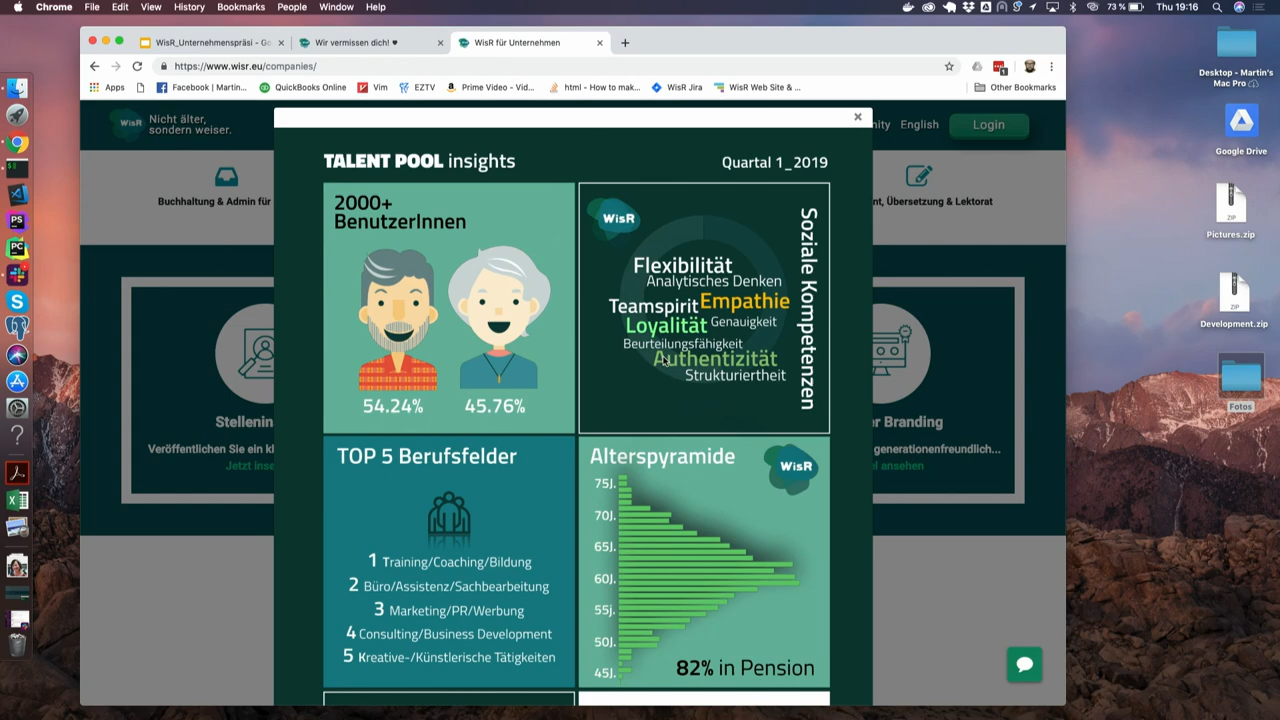 Chrome File Edit View History Bookmarks People Window Help
73 % Thu 19:16
WisR_Unternehmenspräsi - Go
Wir vermissen dich! ♥
WisR für Unternehmen
https://www.wisr.eu/companies/
Apps
Facebook | Martin...
QuickBooks Online
Vim
EZTV
Prime Video - Vid...
html - How to mak...
WisR Jira
WisR Web Site & ...
Other Bookmarks
Desktop - Martin's
Mac Pro
Google Drive
Pictures.zip
Development.zip
Fotos
ZIP
ZIP
WisR
Nicht älter,
sondern weiser.
nity
English
Login
Buchhaltung & Admin für
nt, Übersetzung & Lektorat
Stellenin
Veröffentlichen Sie ein kl
Jetzt inse
r Branding
generationenfreundlich...
l ansehen
TALENT POOL insights
Quartal 1_2019
2000+
BenutzerInnen
54.24%
45.76%
WisR
Flexibilität
Analytisches Denken
Teamspirit
Empathie
Loyalität
Genauigkeit
Beurteilungsfähigkeit
Authentizität
Strukturiertheit
Soziale Kompetenzen
TOP 5 Berufsfelder
1 Training/Coaching/Bildung
2 Büro/Assistenz/Sachbearbeitung
3 Marketing/PR/Werbung
4 Consulting/Business Development
5 Kreative-/Künstlerische Tätigkeiten
Alterspyramide
WisR
75J.
70J.
65J.
60J.
55J.
50J.
45J.
82% in Pension